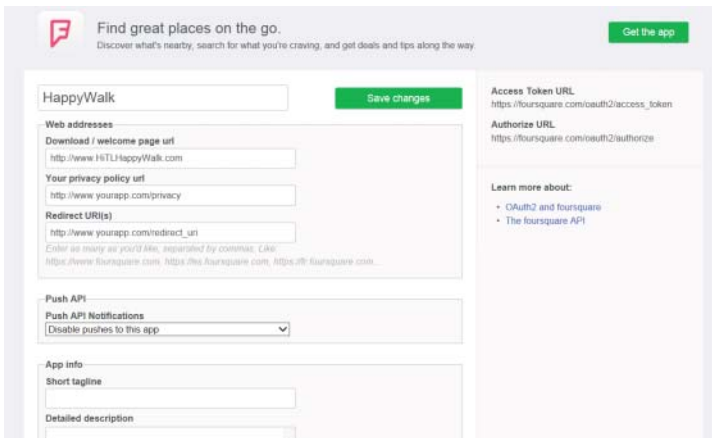 Find great places on the go.
Discover what's nearby, search for what you're craving, and get deals and tips along the way
Get the app
HappyWalk
Save changes
Web addresses
Download / welcome page url
http://www.HiTLHappyWalk.com
Your privacy policy url
http://www.yourapp.com/privacy
Redirect URI(s)
http://www.yourapp.com/redirect_uri
Enter as many as you'd like, separated by commas. Like:
https://www.foursquare.com, https://es.foursquare.com, https://fr.foursquare.com...
Push API
Push API Notifications
Disable pushes to this app
App info
Short tagline
Detailed description
Access Token URL
https://foursquare.com/oauth2/access_token
Authorize URL
https://foursquare.com/oauth2/authorize
Learn more about:
• OAuth2 and foursquare
• The foursquare API